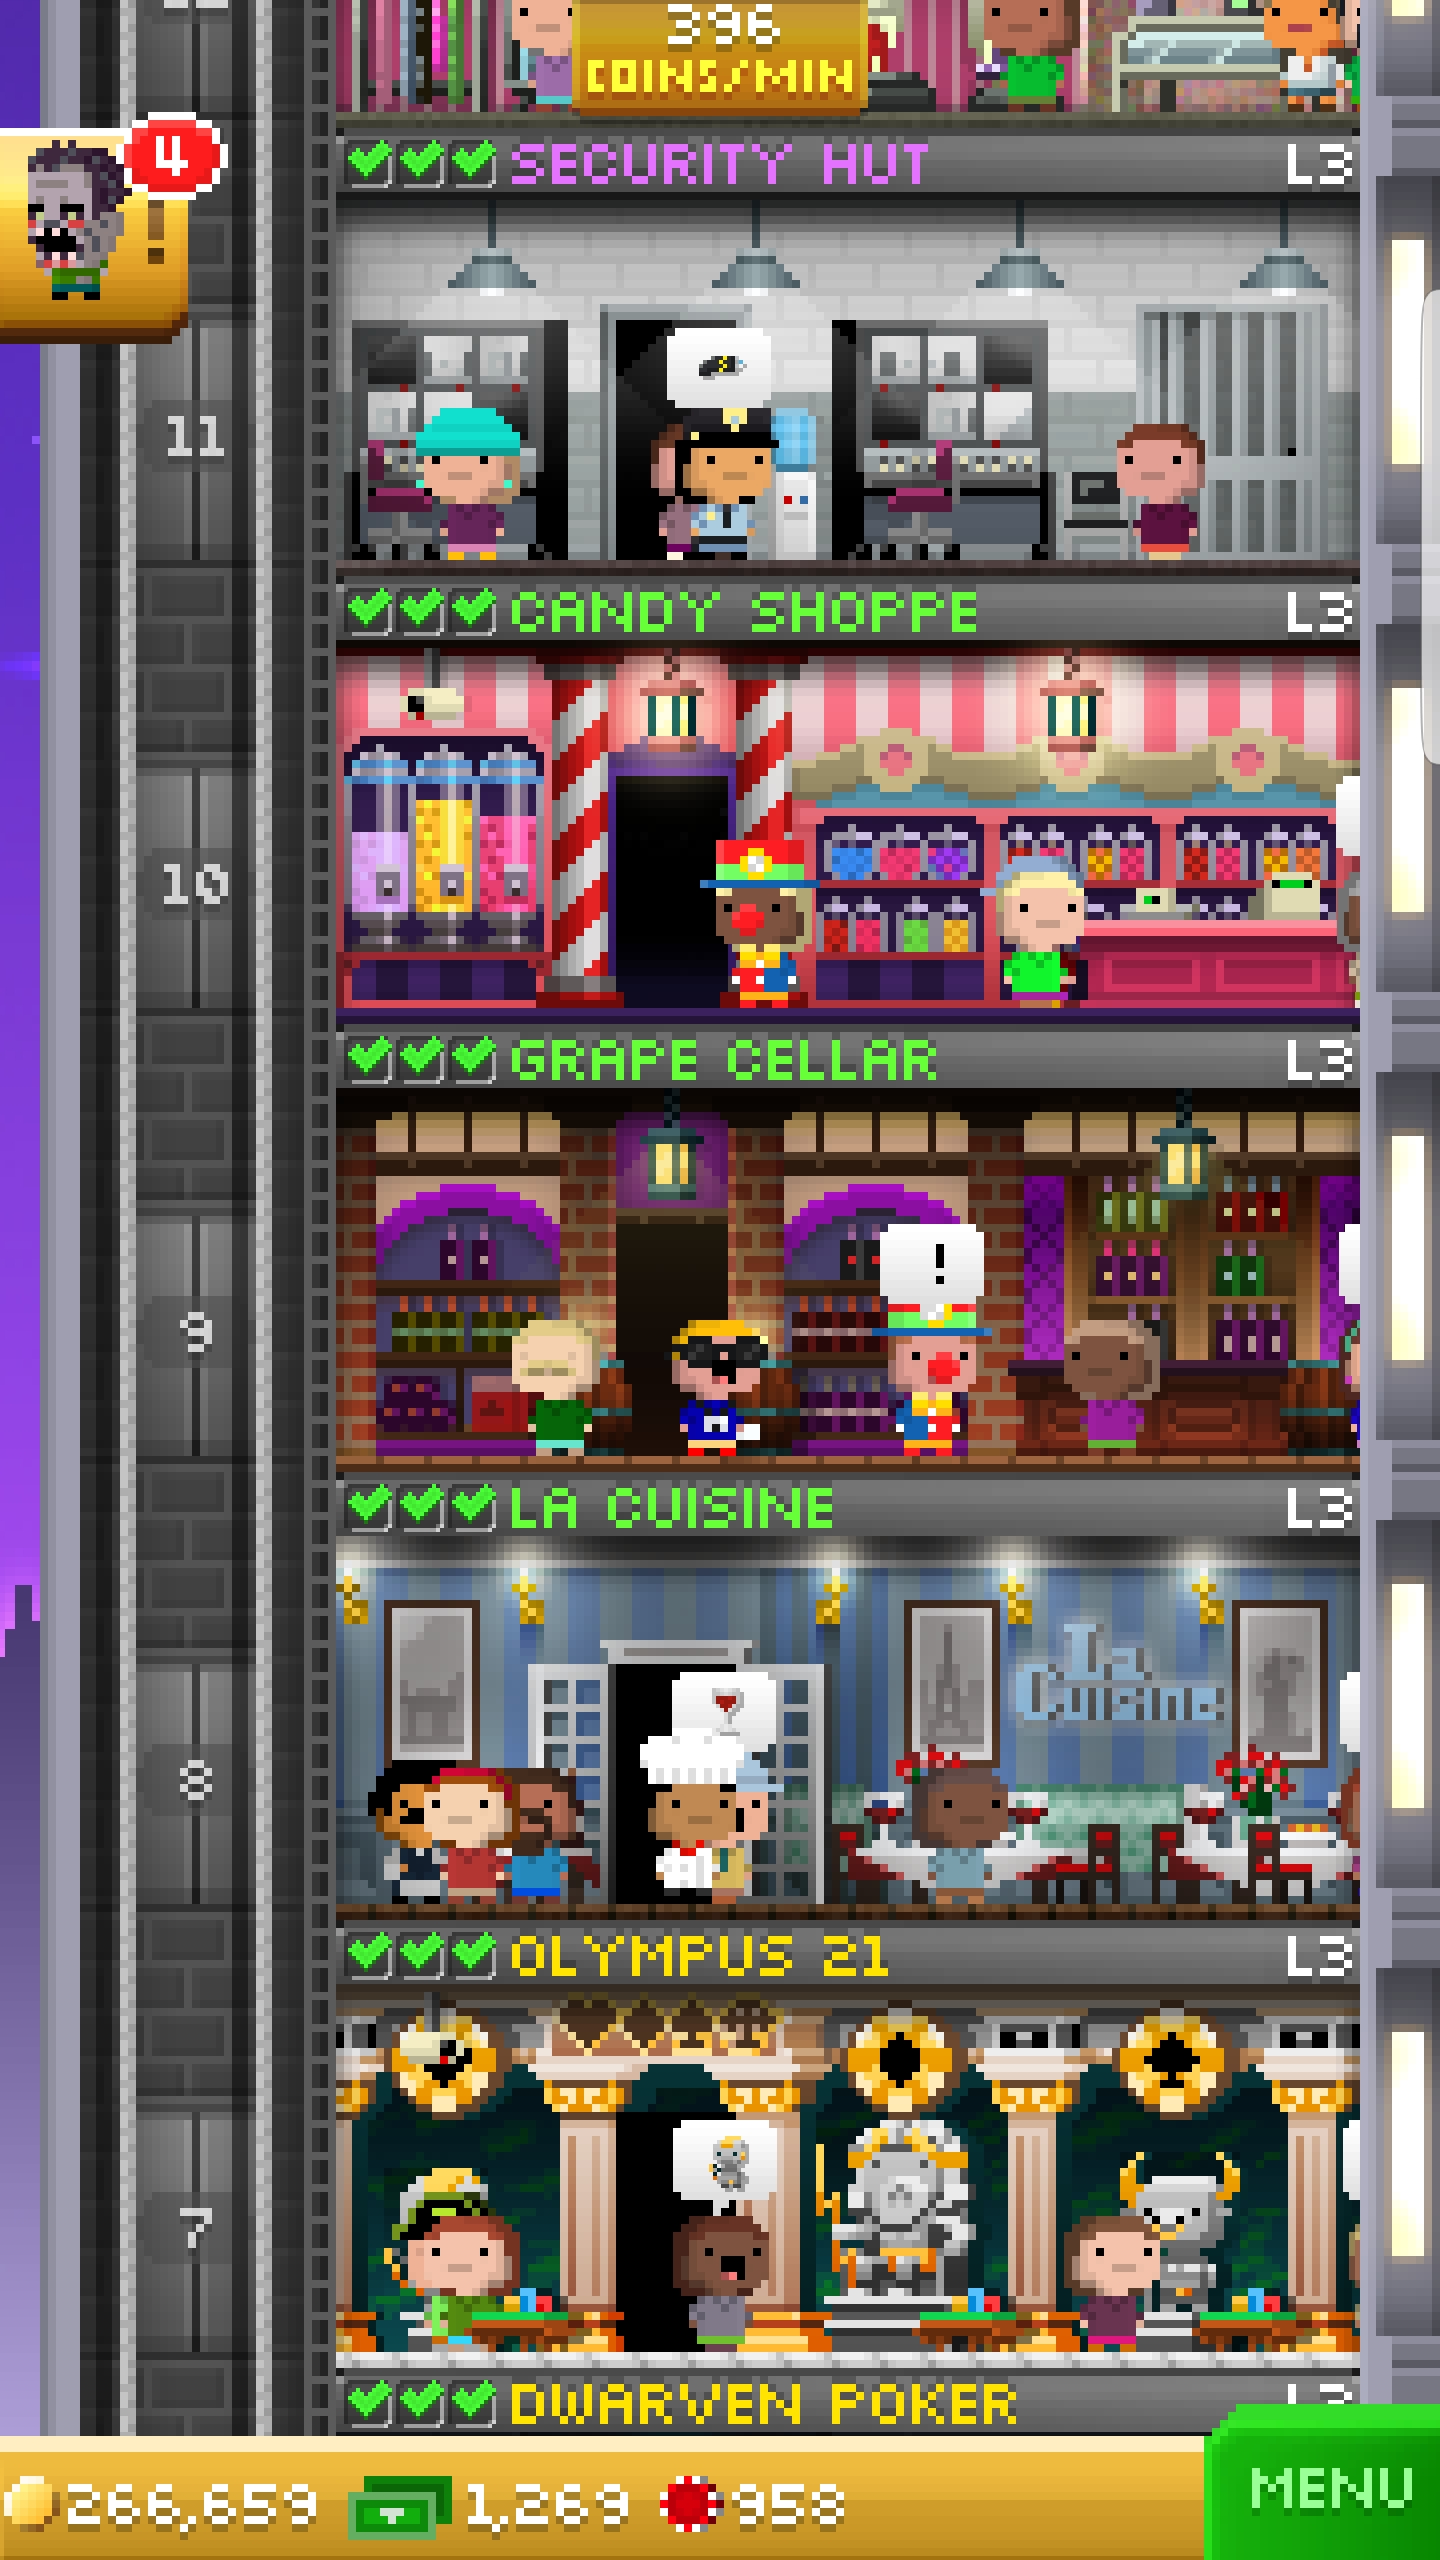 396
COINS/MIN
4
!
SECURITY HUT L3
11
CANDY SHOPPE L3
10
GRAPE CELLAR L3
!
9
LA CUISINE L3
La
Cuisine
8
OLYMPUS 21 L3
7
DWARVEN POKER L3
266,659 1,269 958 MENU